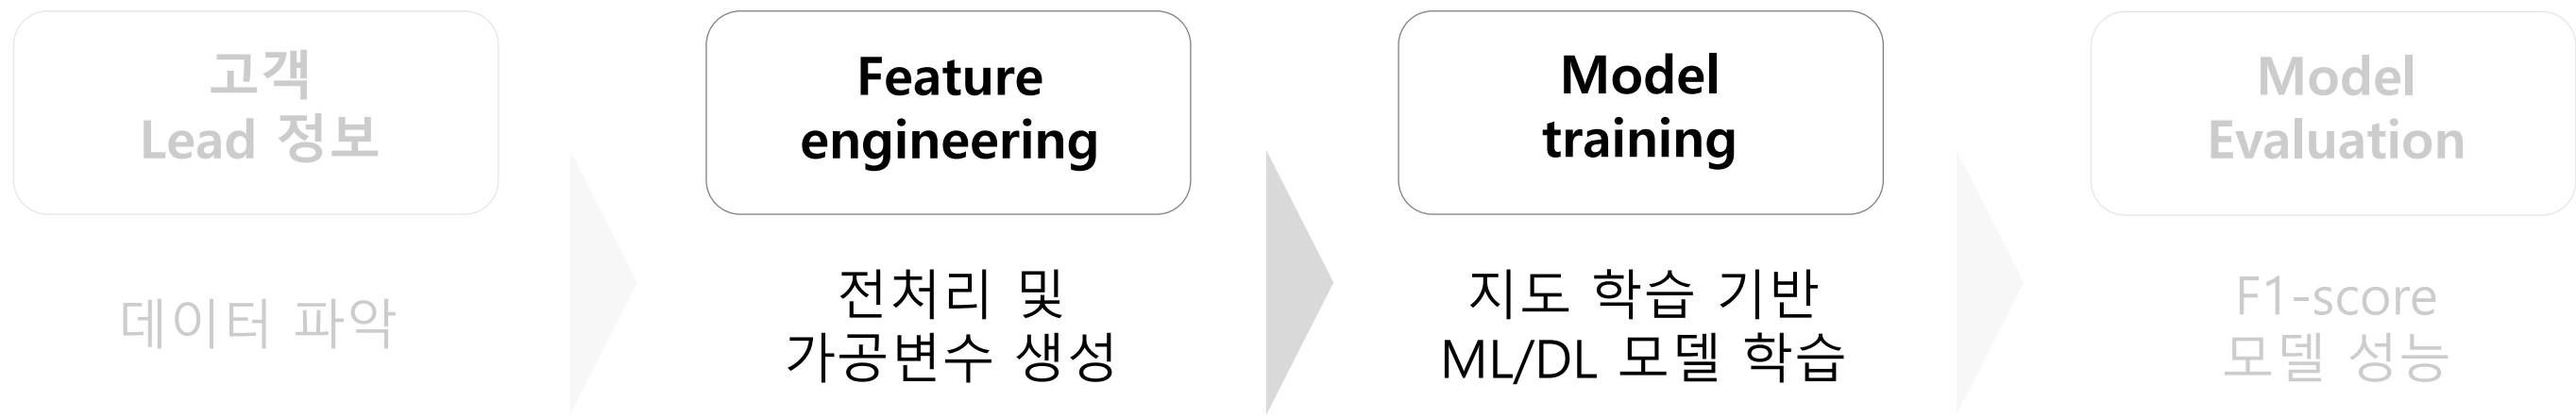 고객
Lead 정보
데이터 파악
Feature
engineering
전처리 및
가공변수 생성
Model
training
지도 학습 기반
ML/DL 모델 학습
Model
Evaluation
F1-score
모델 성능